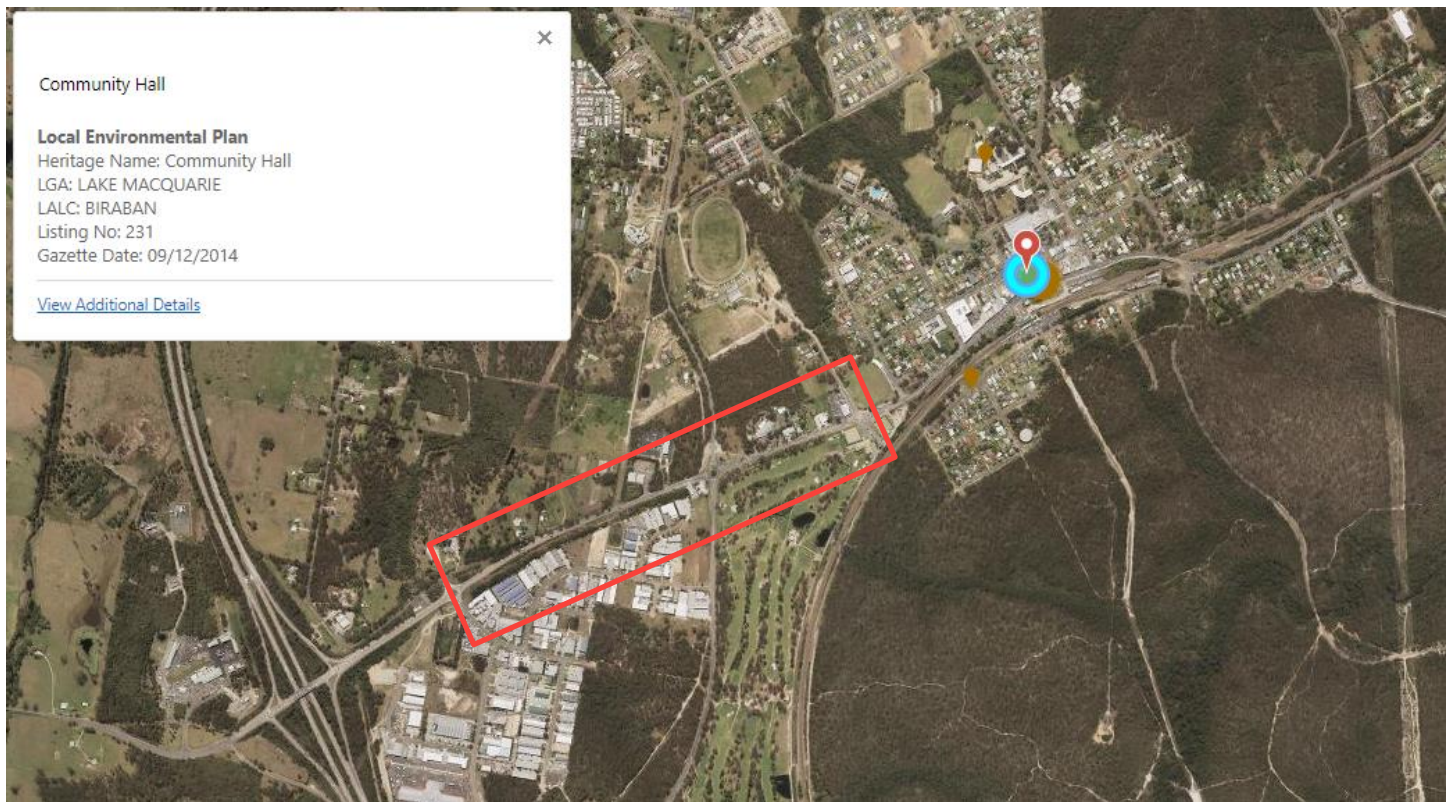 Community Hall
Local Environmental Plan
Heritage Name: Community Hall
LGA: LAKE MACQUARIE
LALC: BIRABAN
Listing No: 231
Gazette Date: 09/12/2014
View Additional Details